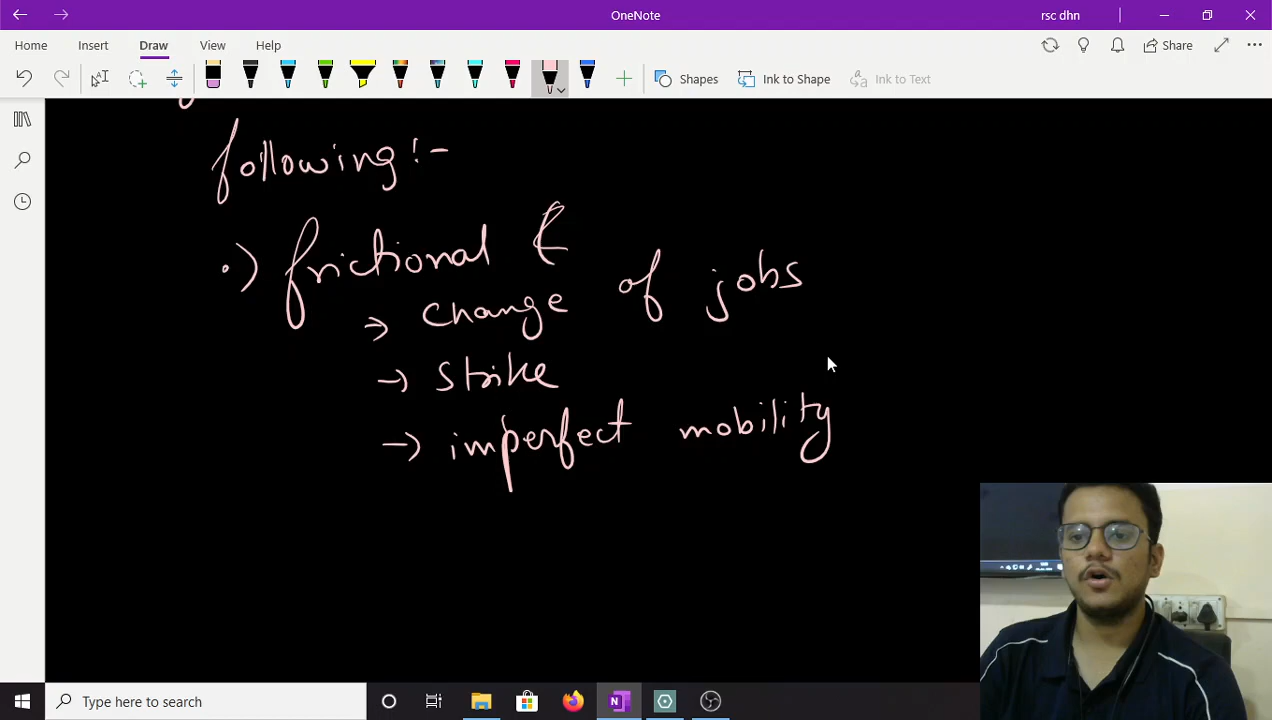 OneNote
rsc dhn
Home Insert Draw View Help
Share
Shapes Ink to Shape Ink to Text
following :-
•) frictional E
→ change of jobs
→ strike
→ imperfect mobility
Type here to search